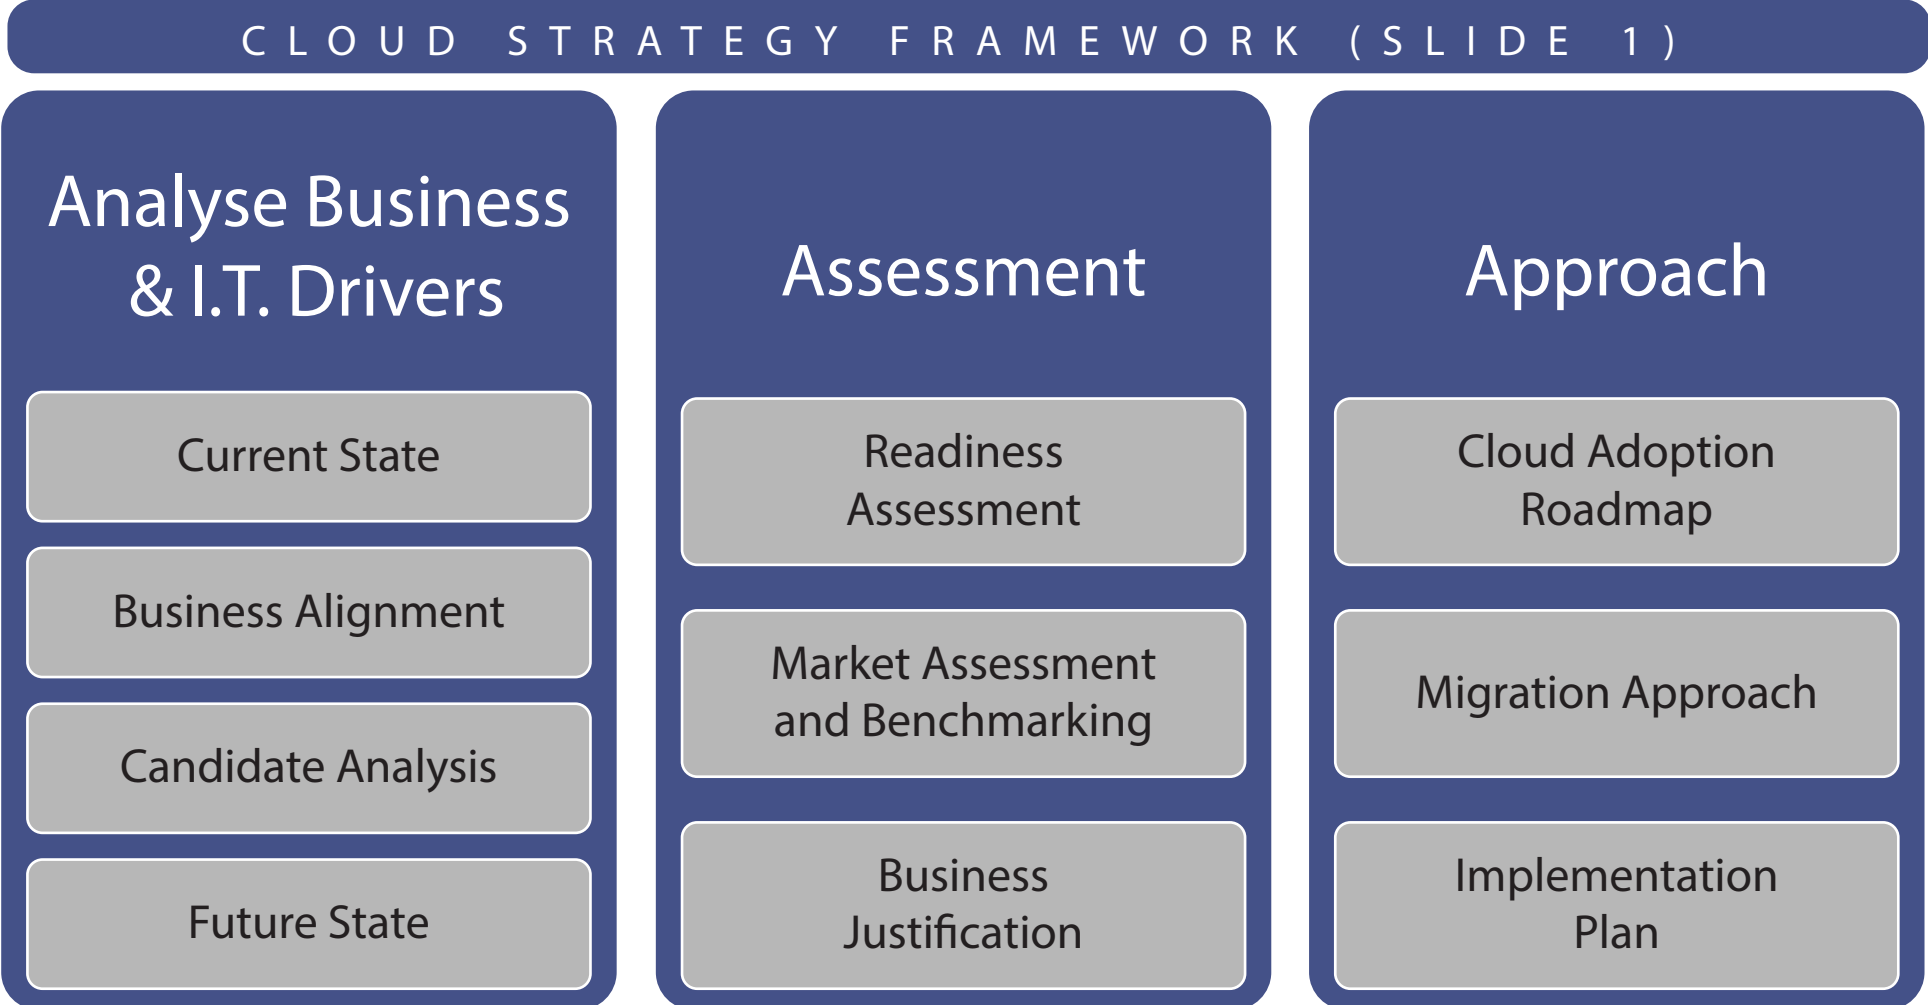 CLOUD STRATEGY FRAMEWORK (SLIDE 1)
Analyse Business
& I.T. Drivers
Current State
Business Alignment
Candidate Analysis
Future State
Assessment
Readiness
Assessment
Market Assessment
and Benchmarking
Business
Justification
Approach
Cloud Adoption
Roadmap
Migration Approach
Implementation
Plan